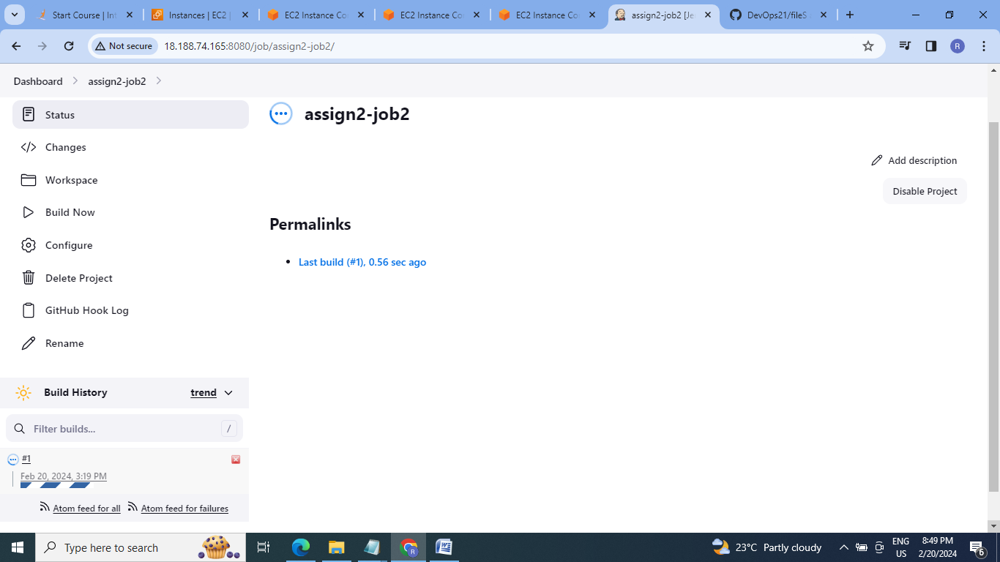 Start Course | Int
Instances | EC2 |
EC2 Instance Co
EC2 Instance Co
EC2 Instance Co
assign2-job2 [Je
DevOps21/fileS
Not secure
18.188.74.165:8080/job/assign2-job2/
R
Dashboard
assign2-job2
Status
assign2-job2
Changes
Add description
Workspace
Disable Project
Build Now
Permalinks
Configure
Last build (#1), 0.56 sec ago
Delete Project
GitHub Hook Log
Rename
Build History
trend
Filter builds...
/
#1
Feb 20, 2024, 3:19 PM
Atom feed for all
Atom feed for failures
Type here to search
R
W
23°C Partly cloudy
ENG
US
8:49 PM
2/20/2024
6